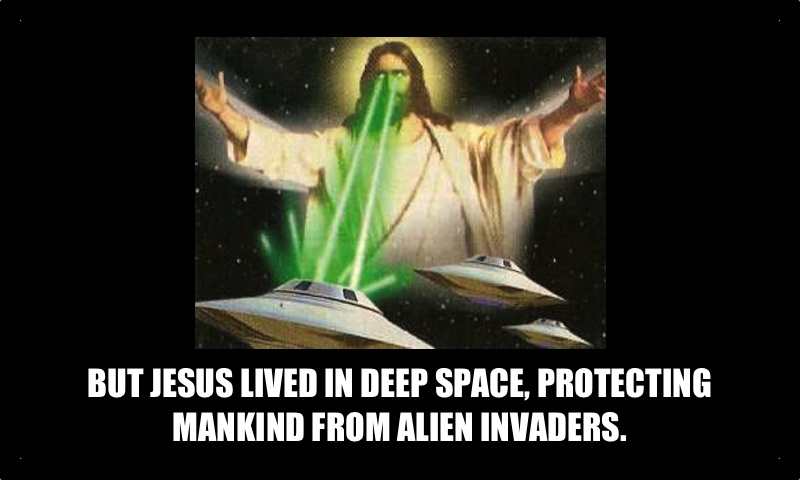 BUT JESUS LIVED IN DEEP SPACE, PROTECTING
MANKIND FROM ALIEN INVADERS.